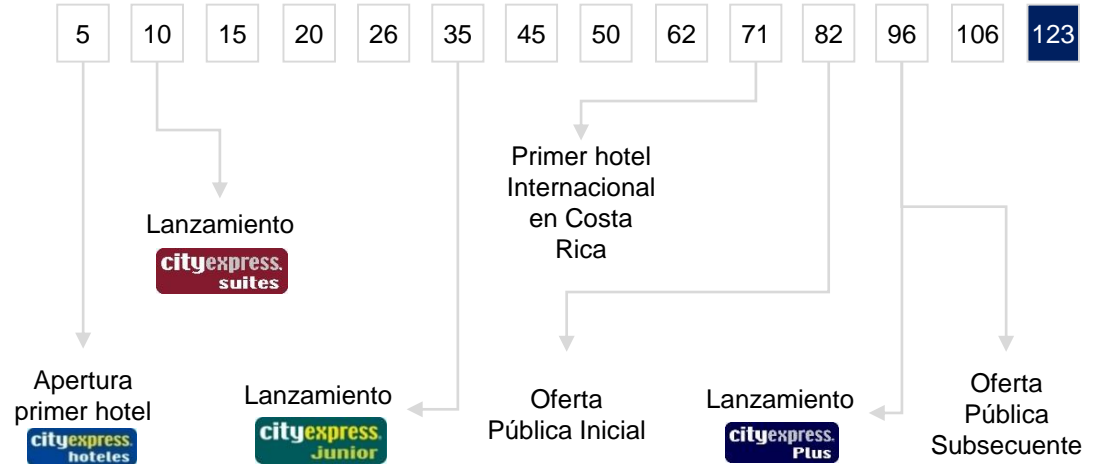 5 10 15 20 26 35 45 50 62 71 82 96 106 123
Primer hotel
Internacional
en Costa
Rica
Lanzamiento
cityexpress.
suites
Apertura
primer hotel
cityexpress.
hoteles
Lanzamiento
cityexpress.
Junior
Oferta
Pública Inicial
Lanzamiento
cityexpress.
Plus
Oferta
Pública
Subsecuente